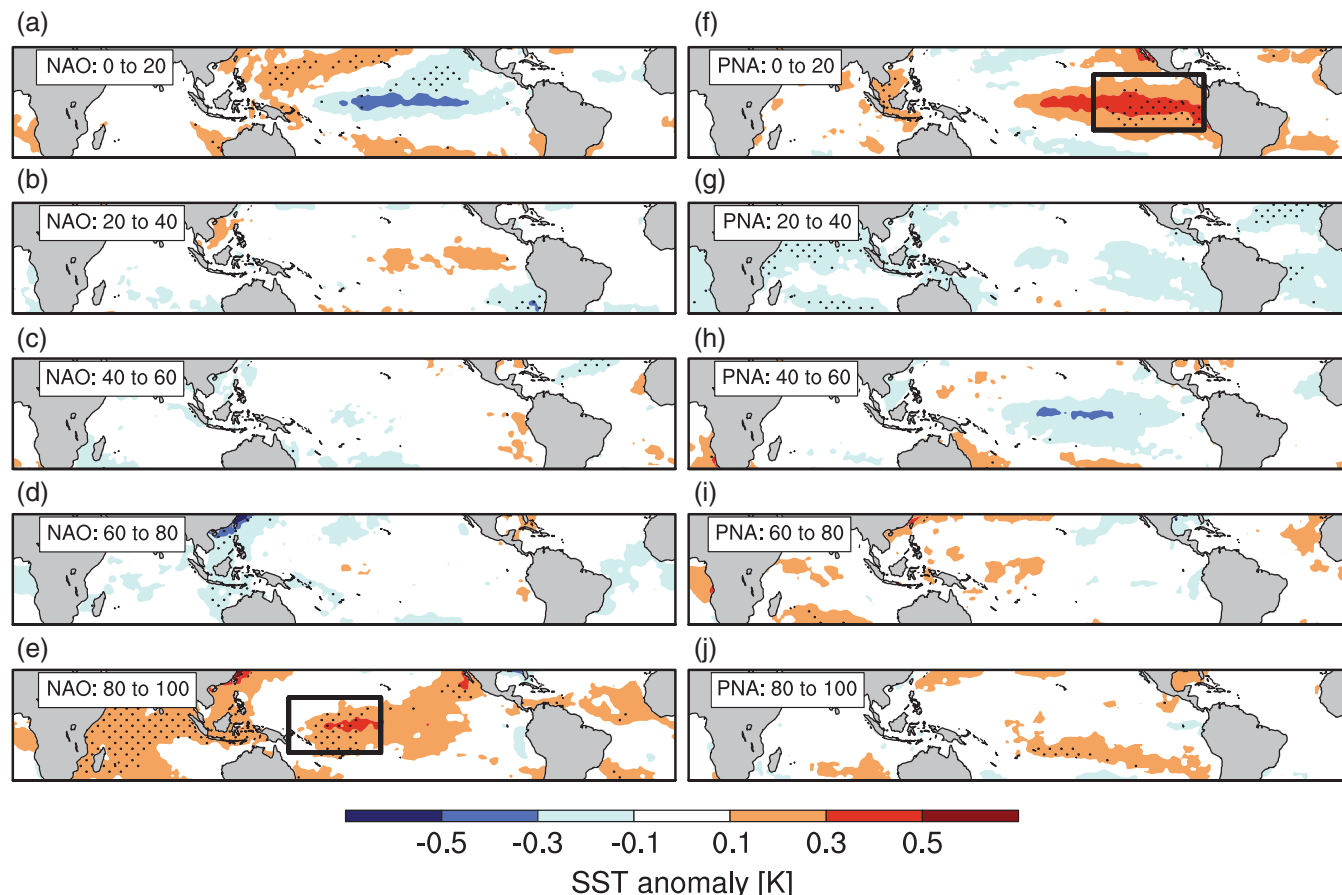 (a)
NAO: 0 to 20
(b)
NAO: 20 to 40
(c)
NAO: 40 to 60
(d)
NAO: 60 to 80
(e)
NAO: 80 to 100
(f)
PNA: 0 to 20
(g)
PNA: 20 to 40
(h)
PNA: 40 to 60
(i)
PNA: 60 to 80
(j)
PNA: 80 to 100
-0.5 -0.3 -0.1 0.1 0.3 0.5
SST anomaly [K]